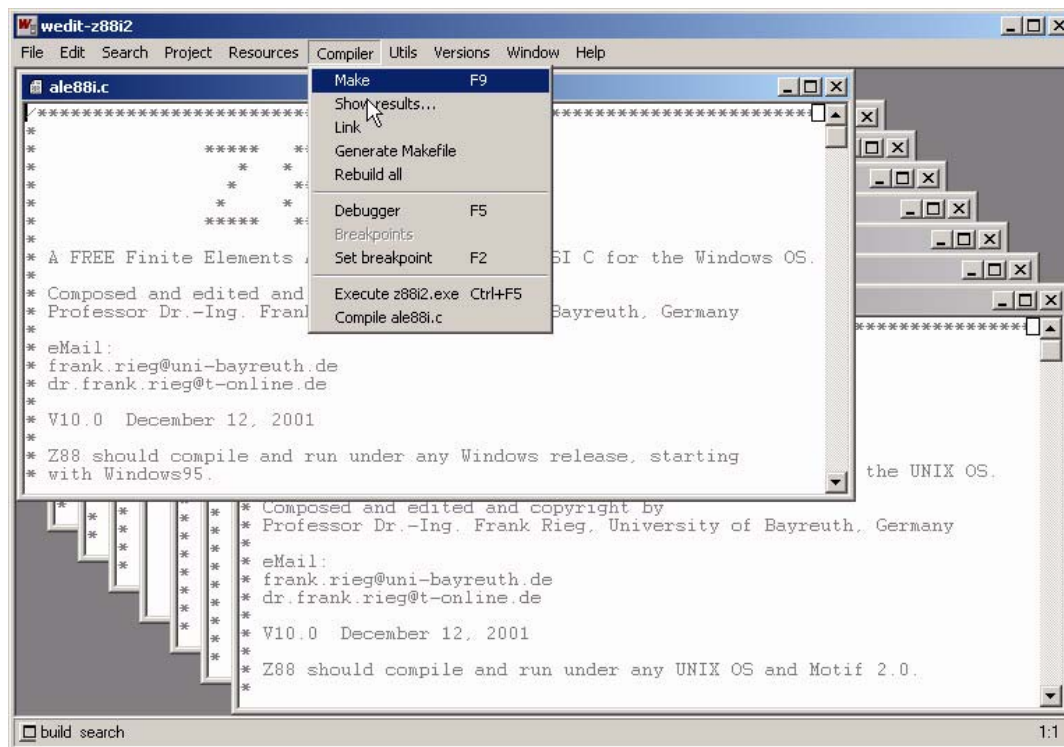 wedit-z88i2
File Edit Search Project Resources Compiler Utils Versions Window Help
ale88i.c
Make F9
Show results...
Link
Generate Makefile
Rebuild all
Debugger F5
Breakpoints
Set breakpoint F2
Execute z88i2.exe Ctrl+F5
Compile ale88i.c
* A FREE Finite Elements SI C for the Windows OS.
*
* Composed and edited and
* Professor Dr.-Ing. Fran Bayreuth, Germany
*
* eMail:
* frank.rieg@uni-bayreuth.de
* dr.frank.rieg@t-online.de
*
* V10.0 December 12, 2001
*
* Z88 should compile and run under any Windows release, starting
* with Windows95.
the UNIX OS.
* Composed and edited and copyright by
* Professor Dr.-Ing. Frank Rieg, University of Bayreuth, Germany
*
* eMail:
* frank.rieg@uni-bayreuth.de
* dr.frank.rieg@t-online.de
*
* V10.0 December 12, 2001
*
* Z88 should compile and run under any UNIX OS and Motif 2.0.
*
build search 1:1